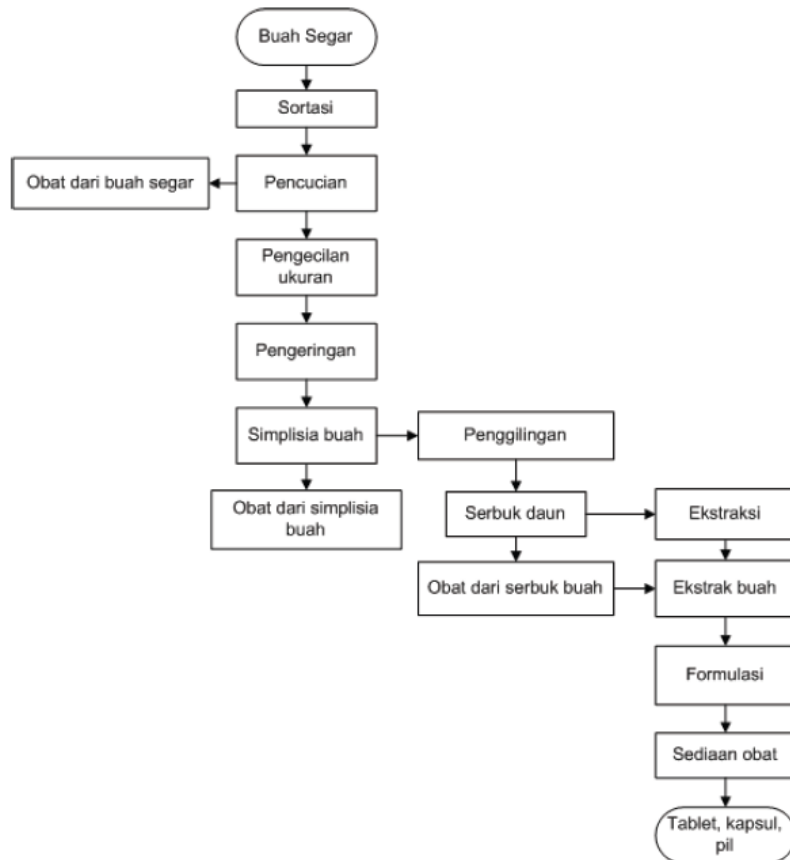 Buah Segar
Sortasi
Obat dari buah segar
Pencucian
Pengecilan
ukuran
Pengeringan
Simplisia buah
Penggilingan
Obat dari simplisia
buah
Serbuk daun
Ekstraksi
Obat dari serbuk buah
Ekstrak buah
Formulasi
Sediaan obat
Tablet, kapsul,
pil